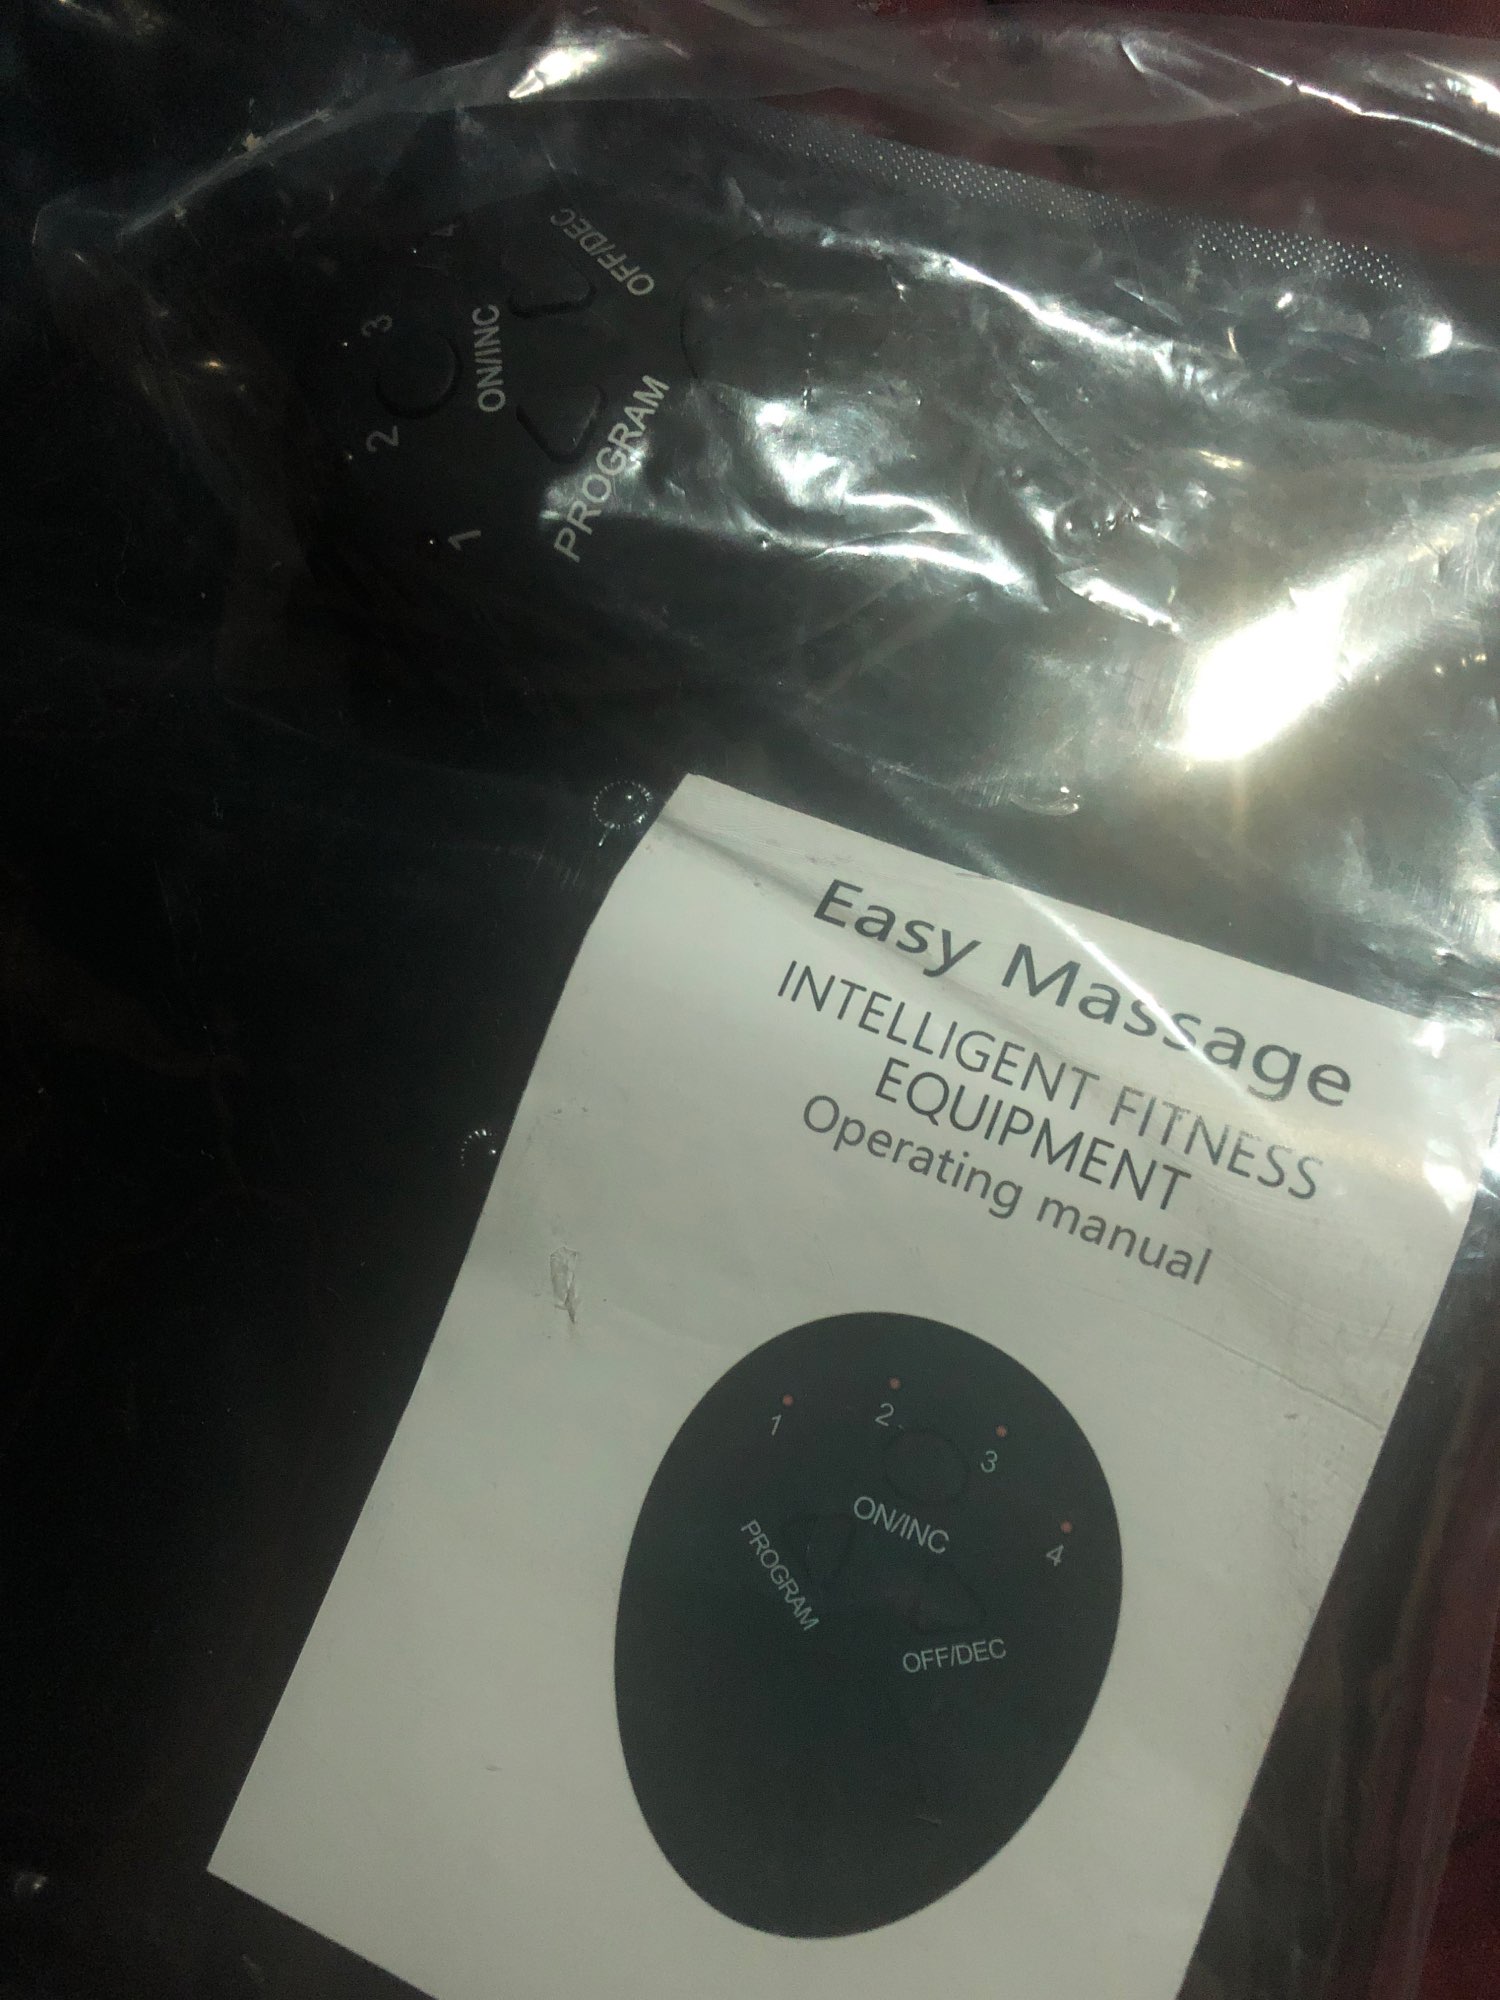 4
OFF/DEC
3
ON/INC
2
PROGRAM
1
Easy Massage
INTELLIGENT FITNESS
EQUIPMENT
Operating manual
1
2
3
4
ON/INC
PROGRAM
OFF/DEC